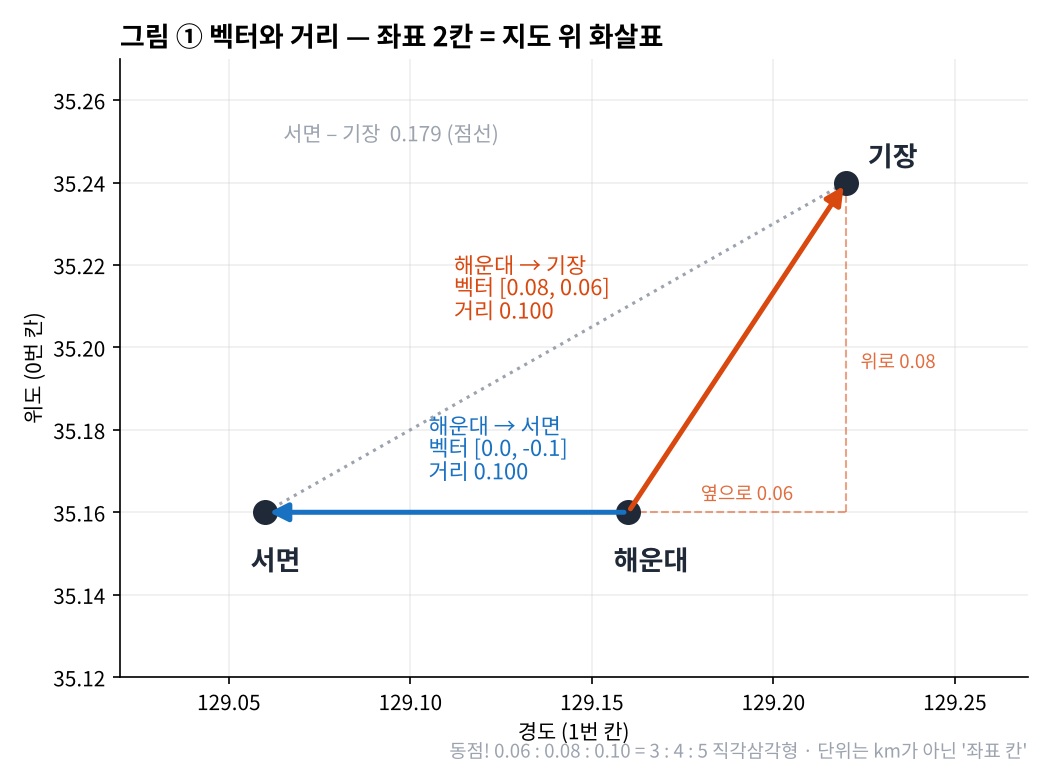 그림 ① 벡터와 거리 — 좌표 2칸 = 지도 위 화살표
35.26
서면 – 기장 0.179 (점선)
기장
35.24
해운대 → 기장
벡터 [0.08, 0.06]
거리 0.100
35.22
위도 (0번 칸)
35.20
위로 0.08
해운대 → 서면
벡터 [0.0, -0.1]
거리 0.100
35.18
옆으로 0.06
35.16
서면
해운대
35.14
35.12
129.05 129.10 129.15 129.20 129.25
경도 (1번 칸)
동점! 0.06 : 0.08 : 0.10 = 3 : 4 : 5 직각삼각형 · 단위는 km가 아닌 '좌표 칸'